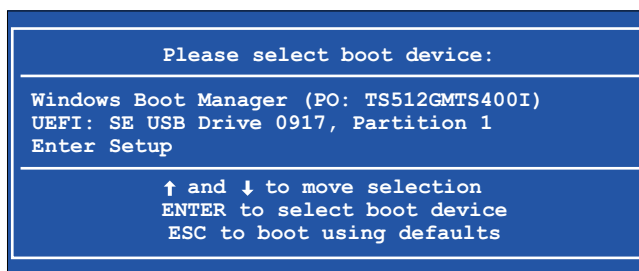 Please select boot device:
Windows Boot Manager (PO: TS512GMTS400I)
UEFI: SE USB Drive 0917, Partition 1
Enter Setup
↑ and ↓ to move selection
ENTER to select boot device
ESC to boot using defaults